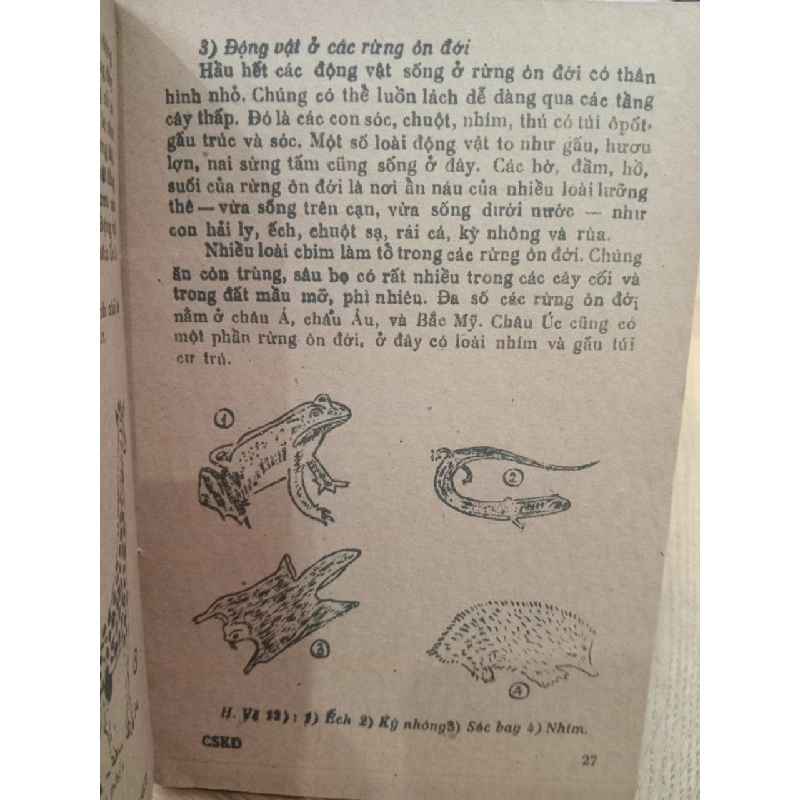 3) Động vật ở các rừng ôn đới
Hầu hết các động vật sống ở rừng ôn đới có thân
hình nhỏ. Chúng có thể luồn lách dễ dàng qua các tầng
cây thấp. Đó là các con sóc, chuột, nhím, thú có túi ôpốt,
gấu trúc và sóc. Một số loài động vật to như gấu, hươu
lợn, nai sừng tấm cũng sống ở đây. Các bờ, đầm, hồ,
suối của rừng ôn đới là nơi ẩn náu của nhiều loài lưỡng
thê — vừa sống trên cạn, vừa sống dưới nước — như
con hải ly, ếch, chuột sạ, rái cá, kỳ nhông và rùa.
Nhiều loài chim làm tổ trong các rừng ôn đới. Chúng
ăn côn trùng, sâu bọ có rất nhiều trong các cây cối và
trong đất mầu mỡ, phì nhiêu. Đa số các rừng ôn đới
nằm ở châu Á, châu Âu, và Bắc Mỹ. Châu Úc cũng có
một phần rừng ôn đới, ở đây có loài nhím và gấu túi
cư trú.
1
2
3
4
H. Vẽ 13) : 1) Ếch 2) Kỳ nhông 3) Sóc bay 4) Nhím.
CSKD
27